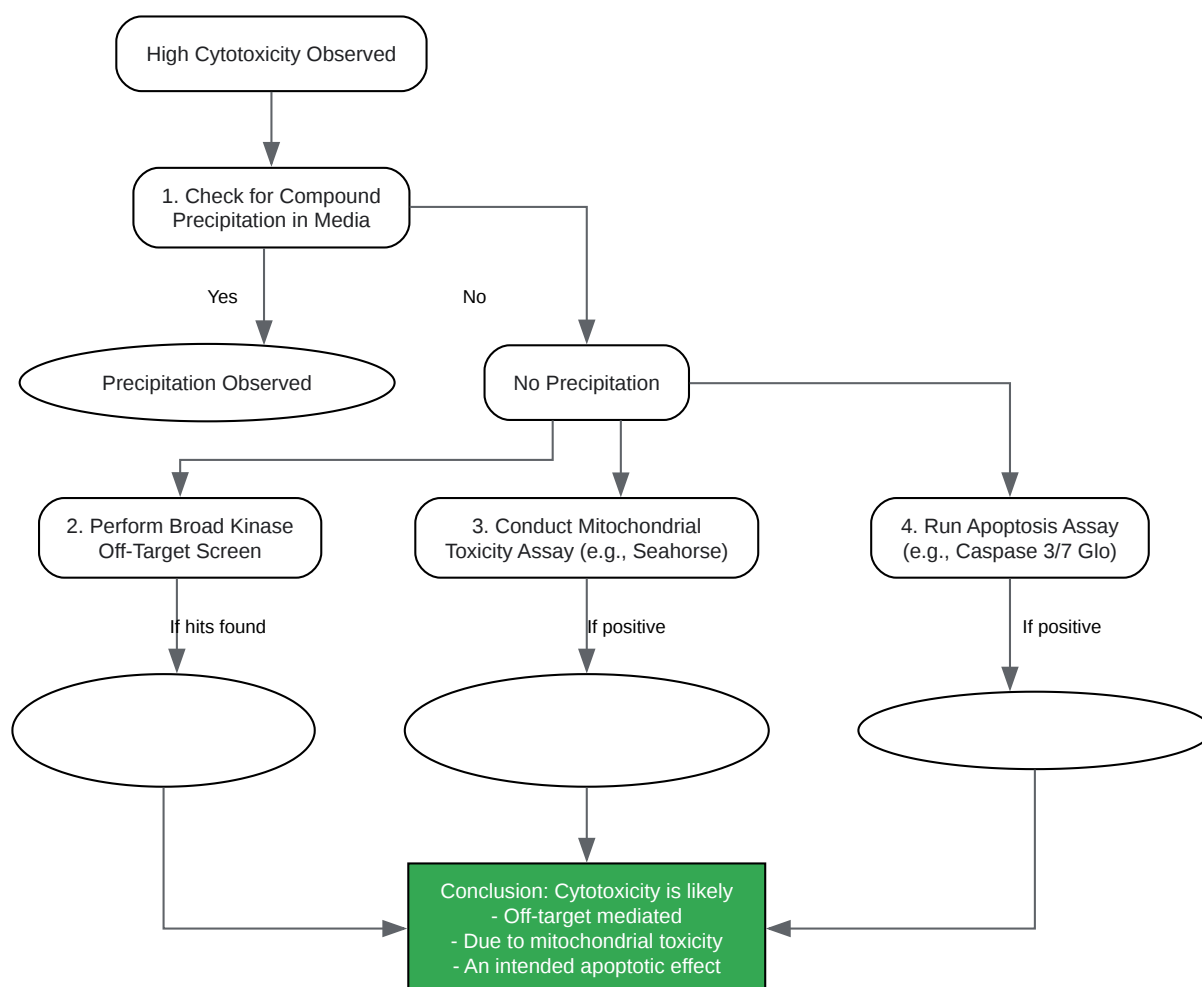 High Cytotoxicity Observed
1. Check for Compound
Precipitation in Media
Yes
No
Precipitation Observed
No Precipitation
2. Perform Broad Kinase
Off-Target Screen
3. Conduct Mitochondrial
Toxicity Assay (e.g., Seahorse)
4. Run Apoptosis Assay
(e.g., Caspase 3/7 Glo)
If hits found
If positive
If positive
Conclusion: Cytotoxicity is likely
- Off-target mediated
- Due to mitochondrial toxicity
- An intended apoptotic effect